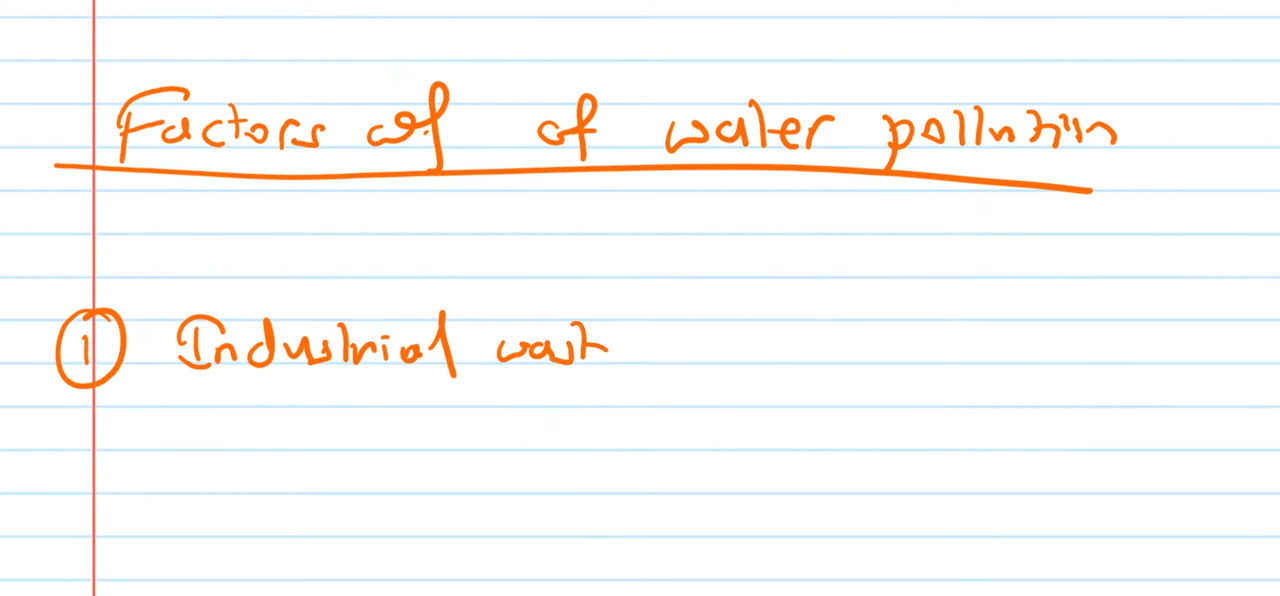 Factors of of water pollution
① Industrial wast